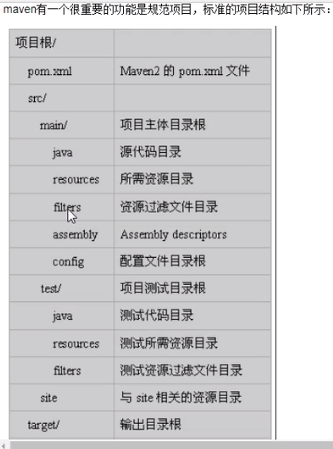 maven有一个很重要的功能是规范项目，标准的项目结构如下所示：
项目根/
pom.xml Maven2 的 pom.xml 文件
src/
main/ 项目主体目录根
java 源代码目录
resources 所需资源目录
filters 资源过滤文件目录
assembly Assembly descriptors
config 配置文件目录根
test/ 项目测试目录根
java 测试代码目录
resources 测试所需资源目录
filters 测试资源过滤文件目录
site 与 site 相关的资源目录
target/ 输出目录根